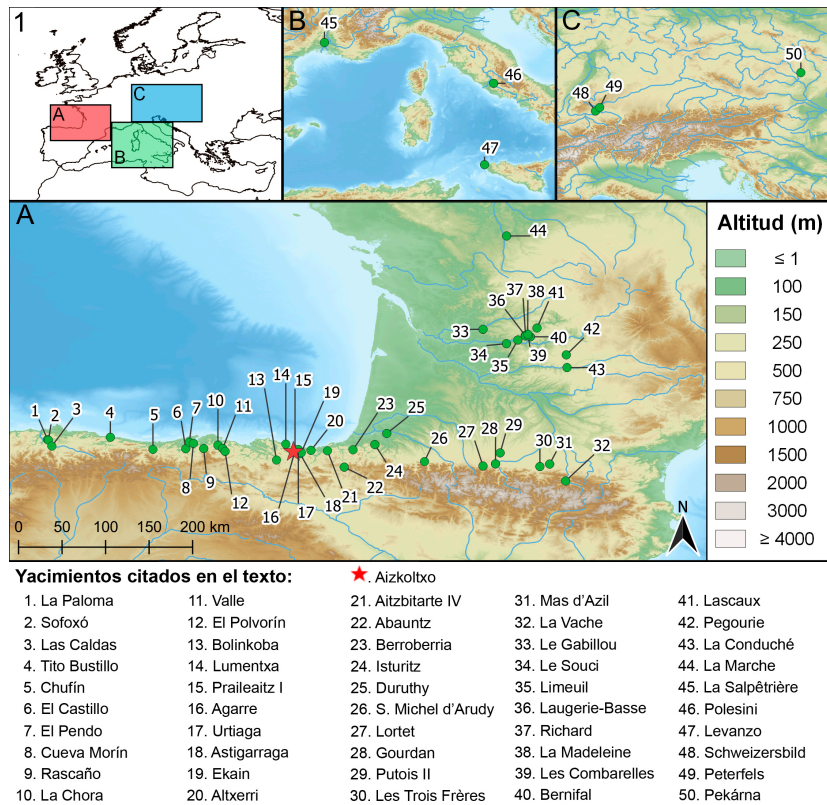 1
A
B
C
B
45
46
47
C
48
49
50
A
44
37
38
41
36
33
40
42
34
35
39
43
14
15
13
19
10
20
23
25
6
7
11
1
2
3
4
5
26
27
28
29
30
31
32
8
9
12
16
17
18
21
22
24
0 50 100 150 200 km
N
Altitud (m)
≤ 1
100
150
250
500
750
1000
1500
2000
3000
≥ 4000
Yacimientos citados en el texto:
. Aizkoltxo
1. La Paloma
2. Sofoxó
3. Las Caldas
4. Tito Bustillo
5. Chufín
6. El Castillo
7. El Pendo
8. Cueva Morín
9. Rascaño
10. La Chora
11. Valle
12. El Polvorín
13. Bolinkoba
14. Lumentxa
15. Praileaitz I
16. Agarre
17. Urtiaga
18. Astigarraga
19. Ekain
20. Altxerri
21. Aitzbitarte IV
22. Abauntz
23. Berroberria
24. Isturitz
25. Duruthy
26. S. Michel d'Arudy
27. Lortet
28. Gourdan
29. Putois II
30. Les Trois Frères
31. Mas d'Azil
32. La Vache
33. Le Gabillou
34. Le Souci
35. Limeuil
36. Laugerie-Basse
37. Richard
38. La Madeleine
39. Les Combarelles
40. Bernifal
41. Lascaux
42. Pegourie
43. La Conduché
44. La Marche
45. La Salpêtrière
46. Polesini
47. Levanzo
48. Schweizersbild
49. Peterfels
50. Pekárna